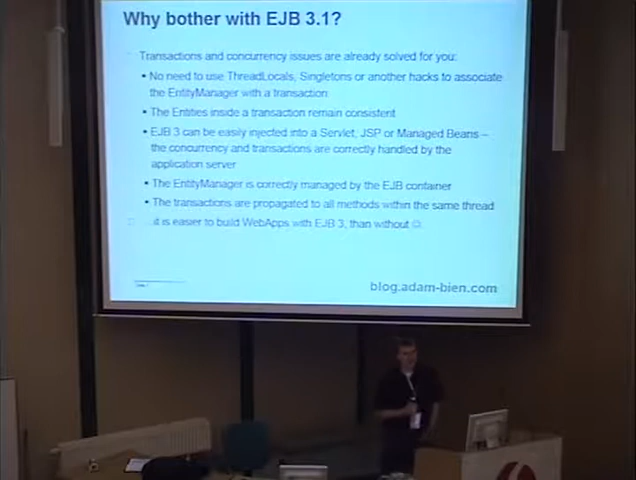 Why bother with EJB 3.1?
Transactions and concurrency issues are already solved for you:
▪ No need to use ThreadLocals, Singletons or another hacks to associate
the EntityManager with a transaction
▪ The Entities inside a transaction remain consistent
▪ EJB 3 can be easily injected into a Servlet, JSP or Managed Beans –
the concurrency and transactions are correctly handled by the
application server
▪ The EntityManager is correctly managed by the EJB container
▪ The transactions are propagated to all methods within the same thread
...it is easier to build WebApps with EJB 3, than without ☺.
blog.adam-bien.com